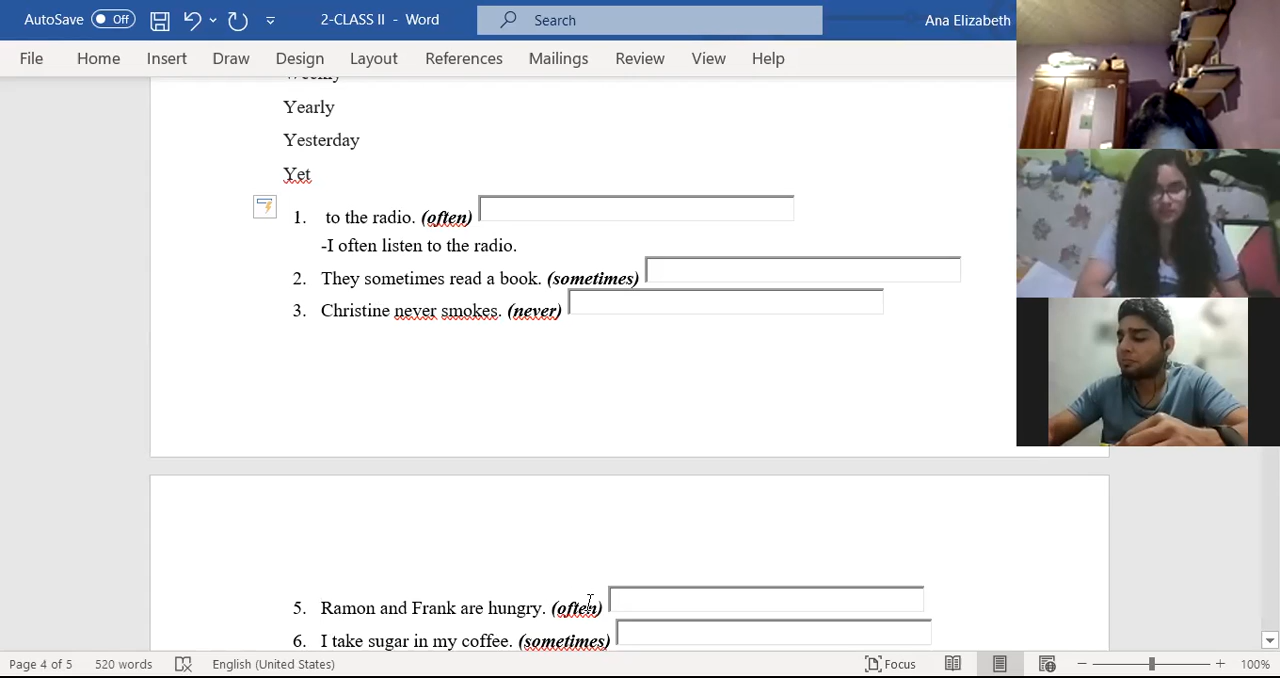 AutoSave Off 2-CLASS II - Word Search Ana Elizabeth
File Home Insert Draw Design Layout References Mailings Review View Help
Weekly
Yearly
Yesterday
Yet
1. to the radio. (often)
-I often listen to the radio.
2. They sometimes read a book. (sometimes)
3. Christine never smokes. (never)
5. Ramon and Frank are hungry. (often)
6. I take sugar in my coffee. (sometimes)
Page 4 of 5 520 words English (United States) Focus 100%